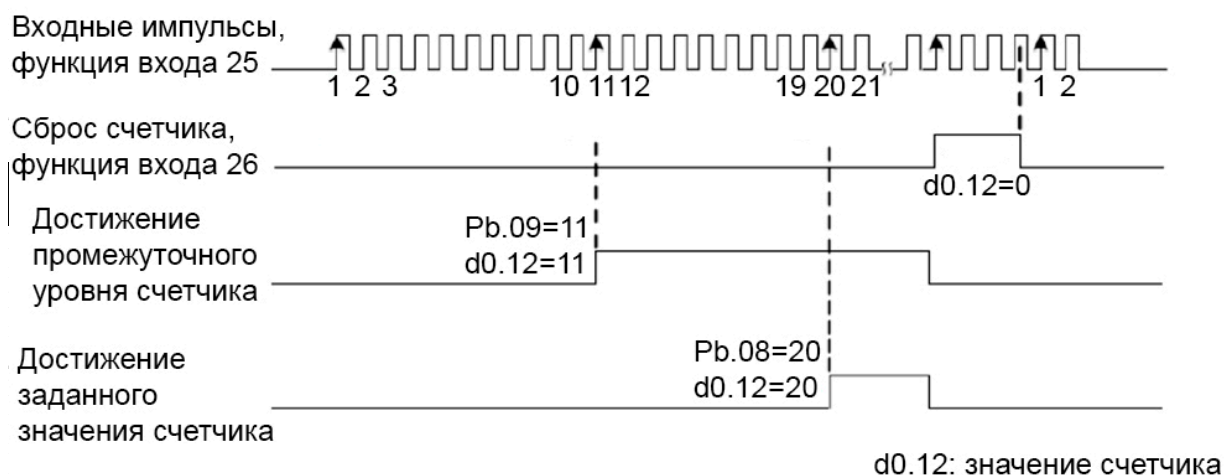 Входные импульсы,
функция входа 25
1 2 3 10 11 12 19 20 21 1 2
Сброс счетчика,
функция входа 26
d0.12=0
Достижение
промежуточного
уровня счетчика
Pb.09=11
d0.12=11
Достижение
заданного
значения счетчика
Pb.08=20
d0.12=20
d0.12: значение счетчика